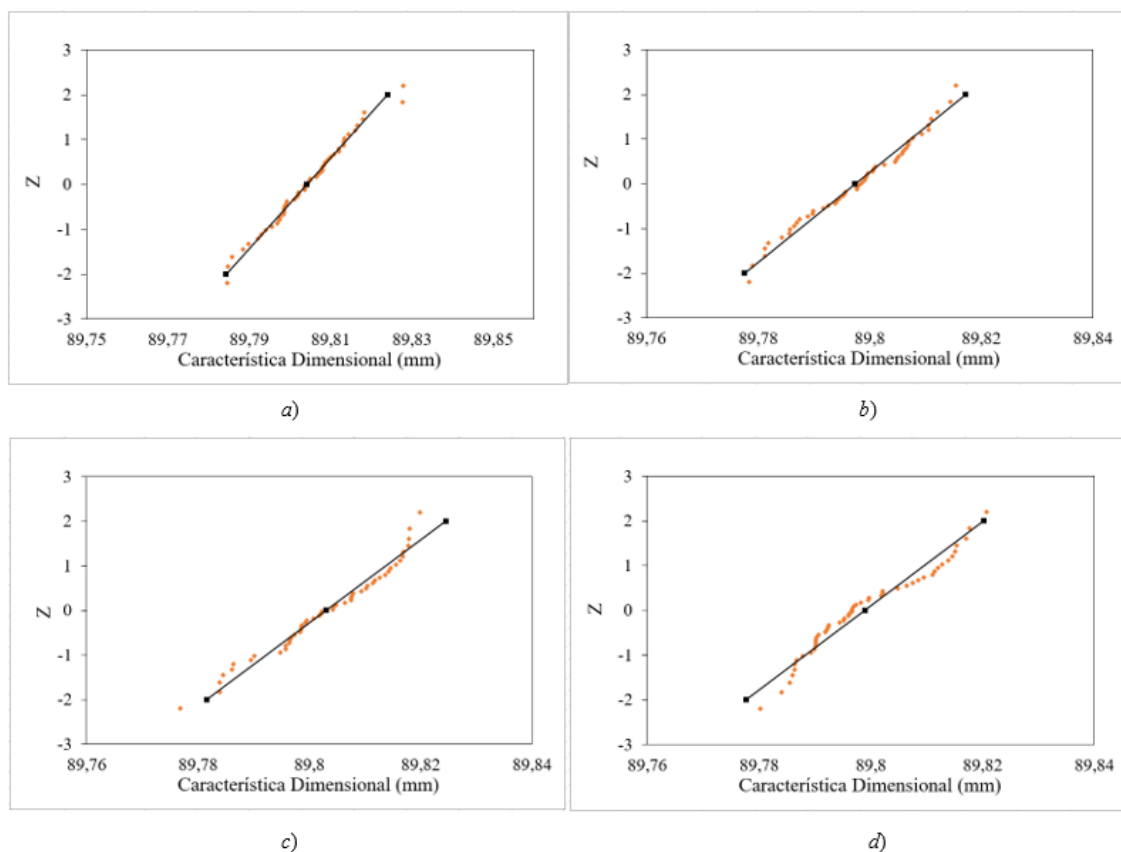 3
2
1
0
-1
-2
-3
Z
89,75 89,77 89,79 89,81 89,83 89,85
Característica Dimensional (mm)
a)
3
2
1
0
-1
-2
-3
Z
89,76 89,78 89,8 89,82 89,84
Característica Dimensional (mm)
b)
3
2
1
0
-1
-2
-3
Z
89,76 89,78 89,8 89,82 89,84
Característica Dimensional (mm)
c)
3
2
1
0
-1
-2
-3
Z
89,76 89,78 89,8 89,82 89,84
Característica Dimensional (mm)
d)